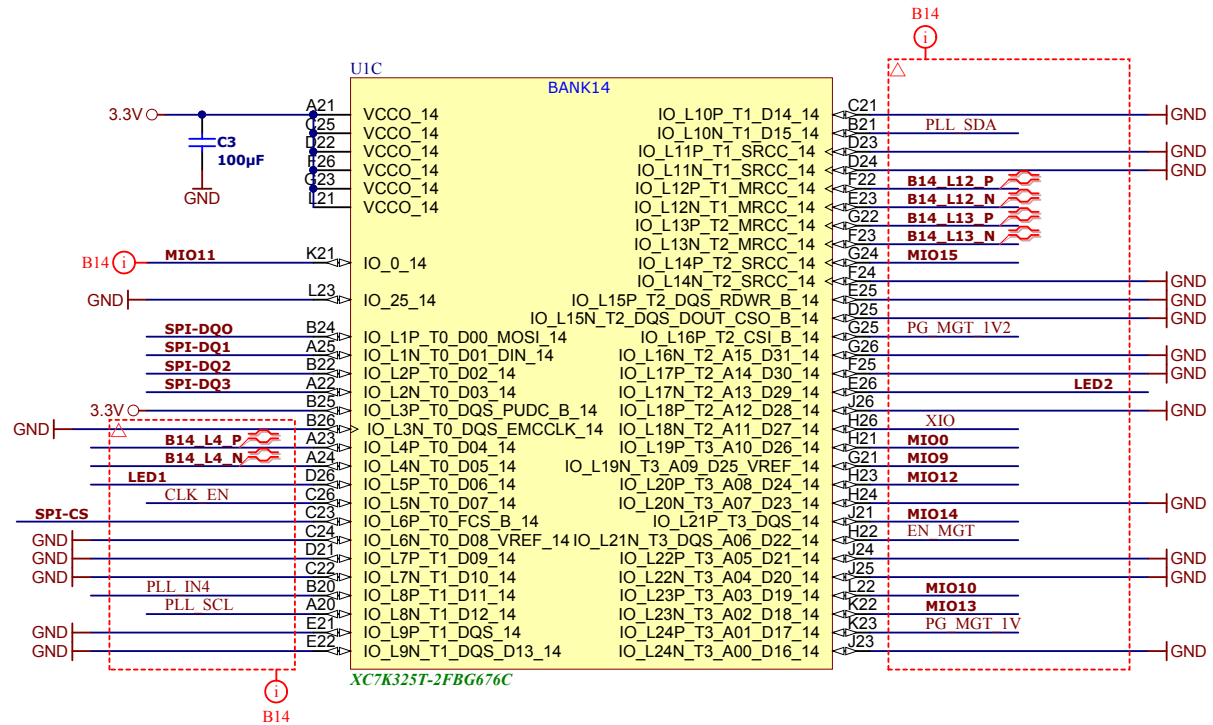 B14
i
U1C
BANK14
3.3V
C3
100µF
GND
A21 VCCO_14
C25 VCCO_14
D22 VCCO_14
F26 VCCO_14
G23 VCCO_14
L21 VCCO_14
B14 i MIO11 K21 IO_0_14
GND L23 IO_25_14
SPI-DQ0 B24 IO_L1P_T0_D00_MOSI_14
SPI-DQ1 A25 IO_L1N_T0_D01_DIN_14
SPI-DQ2 B22 IO_L2P_T0_D02_14
SPI-DQ3 A22 IO_L2N_T0_D03_14
3.3V B25 IO_L3P_T0_DQS_PUDC_B_14
GND B26 IO_L3N_T0_DQS_EMCCLK_14
B14_L4_P A23 IO_L4P_T0_D04_14
B14_L4_N A24 IO_L4N_T0_D05_14
LED1 D26 IO_L5P_T0_D06_14
CLK_EN C26 IO_L5N_T0_D07_14
SPI-CS C23 IO_L6P_T0_FCS_B_14
GND C24 IO_L6N_T0_D08_VREF_14
GND D21 IO_L7P_T1_D09_14
GND C22 IO_L7N_T1_D10_14
PLL_IN4 B20 IO_L8P_T1_D11_14
PLL_SCL A20 IO_L8N_T1_D12_14
GND E21 IO_L9P_T1_DQS_14
GND E22 IO_L9N_T1_DQS_D13_14
IO_L10P_T1_D14_14 C21 GND
IO_L10N_T1_D15_14 B21 PLL_SDA
IO_L11P_T1_SRCC_14 D23 GND
IO_L11N_T1_SRCC_14 D24 GND
IO_L12P_T1_MRCC_14 F22 B14_L12_P
IO_L12N_T1_MRCC_14 E23 B14_L12_N
IO_L13P_T2_MRCC_14 G22 B14_L13_P
IO_L13N_T2_MRCC_14 F23 B14_L13_N
IO_L14P_T2_SRCC_14 G24 MIO15
IO_L14N_T2_SRCC_14 F24 GND
IO_L15P_T2_DQS_RDWR_B_14 E25 GND
IO_L15N_T2_DQS_DOUT_CSO_B_14 D25 GND
IO_L16P_T2_CSI_B_14 G25 PG_MGT_1V2
IO_L16N_T2_A15_D31_14 G26 GND
IO_L17P_T2_A14_D30_14 F25 GND
IO_L17N_T2_A13_D29_14 E26 LED2
IO_L18P_T2_A12_D28_14 J26 GND
IO_L18N_T2_A11_D27_14 H26 XIO
IO_L19P_T3_A10_D26_14 H21 MIO0
IO_L19N_T3_A09_D25_VREF_14 G21 MIO9
IO_L20P_T3_A08_D24_14 H23 MIO12
IO_L20N_T3_A07_D23_14 H24 GND
IO_L21P_T3_DQS_14 J21 MIO14
IO_L21N_T3_DQS_A06_D22_14 H22 EN_MGT
IO_L22P_T3_A05_D21_14 J24 GND
IO_L22N_T3_A04_D20_14 J25 GND
IO_L23P_T3_A03_D19_14 L22 MIO10
IO_L23N_T3_A02_D18_14 K22 MIO13
IO_L24P_T3_A01_D17_14 K23 PG_MGT_1V
IO_L24N_T3_A00_D16_14 J23 GND
XC7K325T-2FBG676C
i
B14